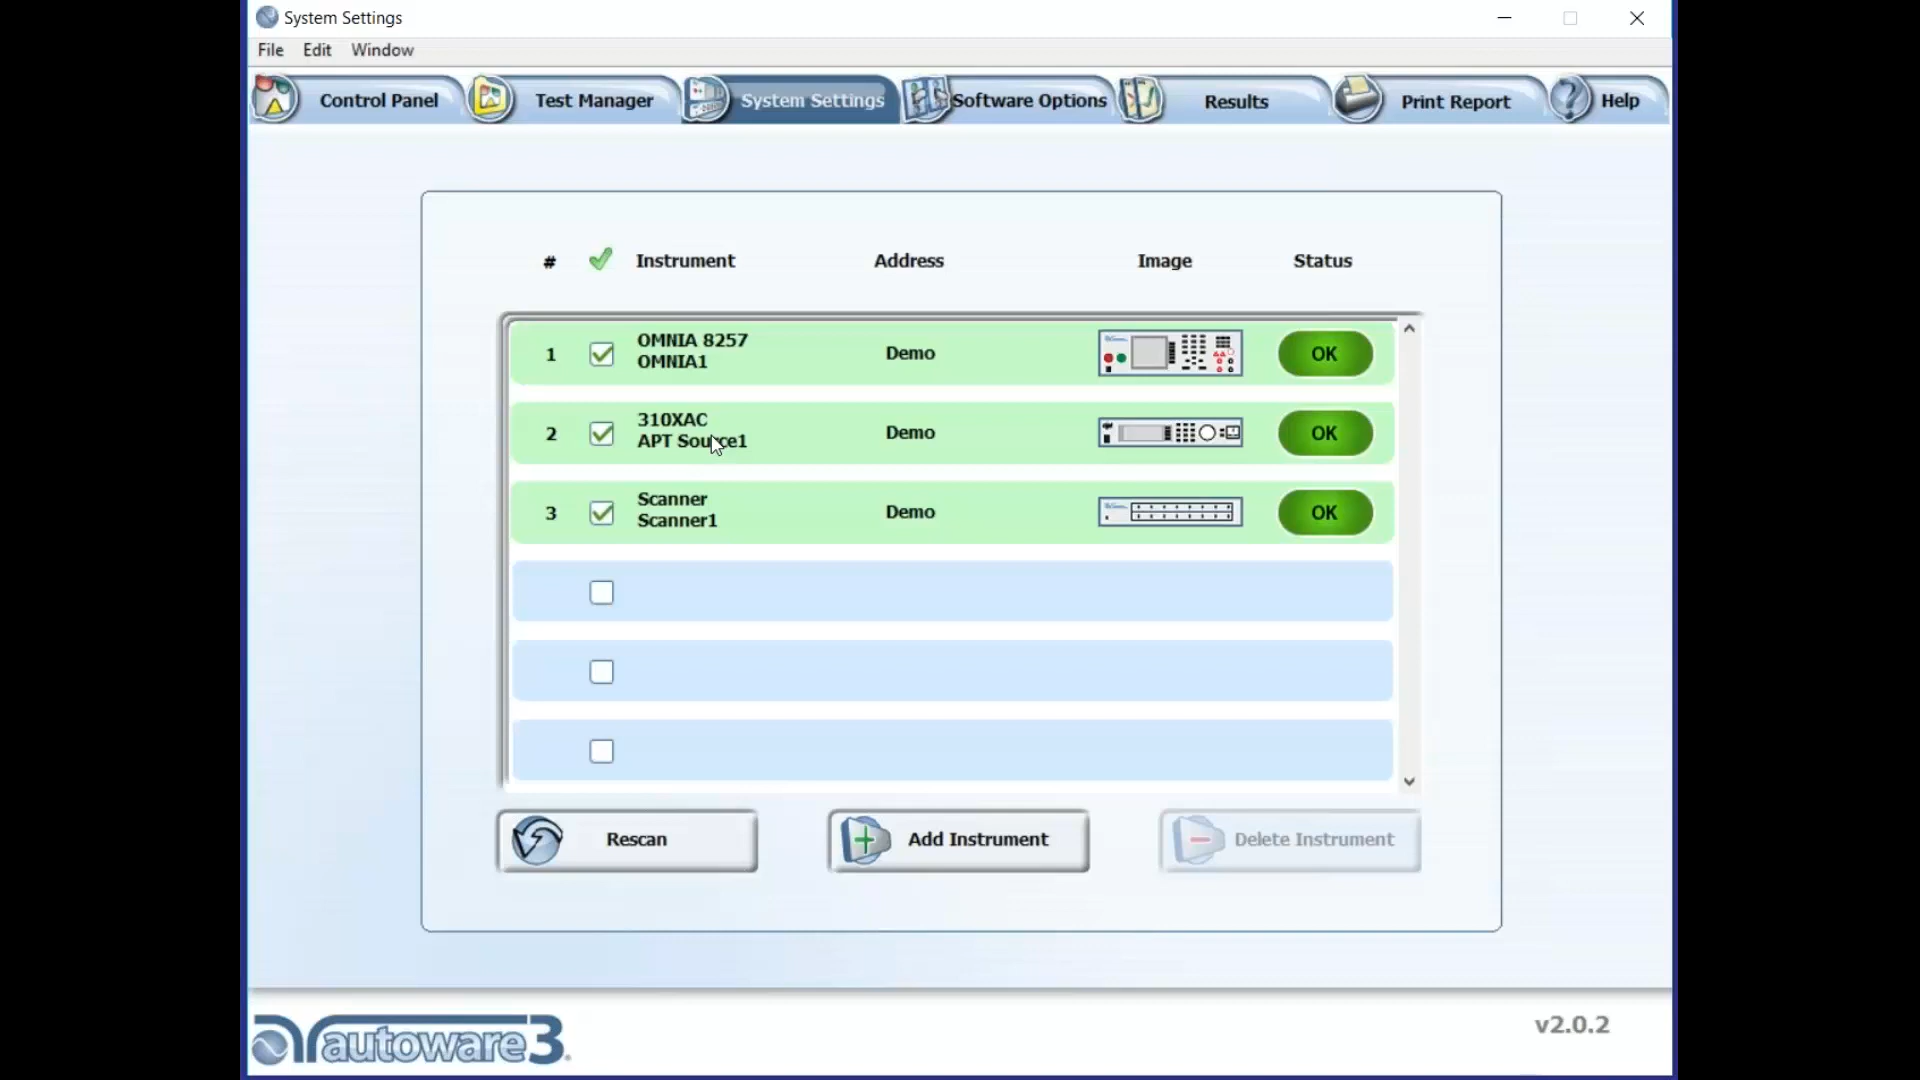 System Settings
File Edit Window
Control Panel Test Manager System Settings Software Options Results Print Report Help
# Instrument Address Image Status
1 OMNIA 8257 Demo OK
OMNIA1
2 310XAC Demo OK
APT Source1
3 Scanner Demo OK
Scanner1
Rescan Add Instrument Delete Instrument
autoware3
v2.0.2